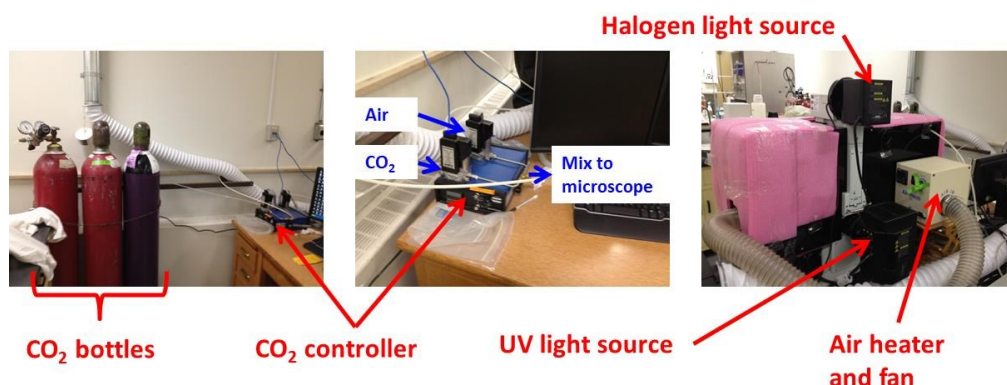 Halogen light source
Air
CO₂
Mix to
microscope
CO₂ bottles
CO₂ controller
UV light source
Air heater
and fan